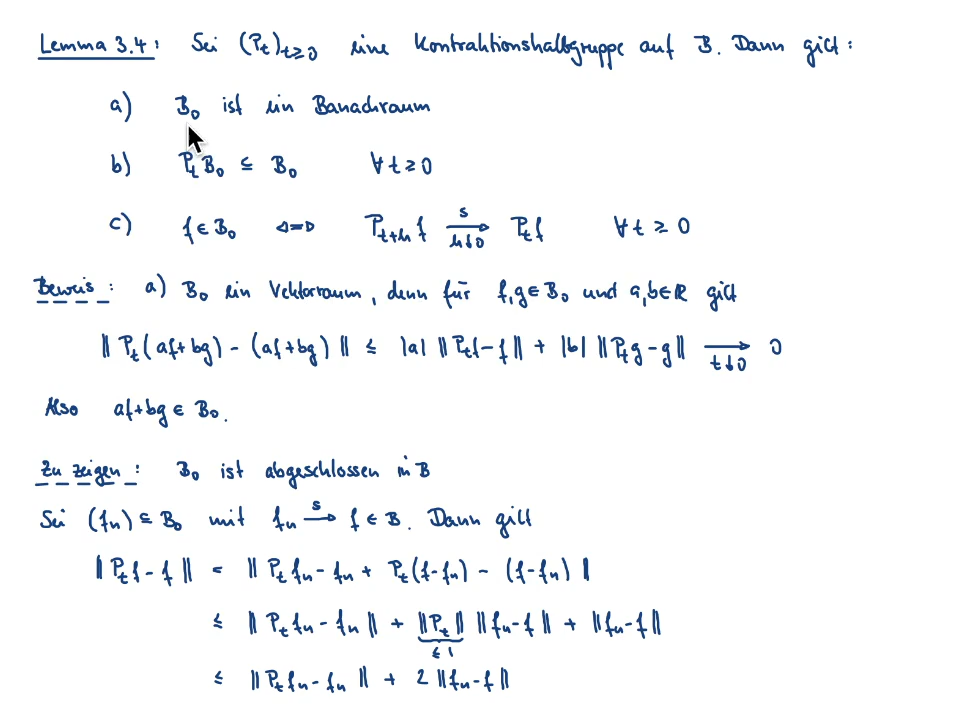 Lemma 3.4: Sei (P_t)_{t≥0} eine Kontraktionshalbgruppe auf B. Dann gilt:
a) B_0 ist ein Banachraum
b) P_t B_0 ⊆ B_0 ∀ t ≥ 0
c) f ∈ B_0 ⇔ P_{t+h} f →^s_{h↓0} P_t f ∀ t ≥ 0
Beweis: a) B_0 ein Vektorraum, denn für f,g ∈ B_0 und a,b ∈ ℝ gilt
‖P_t(af+bg) - (af+bg)‖ ≤ |a| ‖P_t f - f‖ + |b| ‖P_t g - g‖ →_{t↓0} 0
Also af+bg ∈ B_0.
Zu zeigen: B_0 ist abgeschlossen in B
Sei (f_n) ⊆ B_0 mit f_n →^s f ∈ B. Dann gilt
‖P_t f - f‖ = ‖P_t f_n - f_n + P_t(f-f_n) - (f-f_n)‖
≤ ‖P_t f_n - f_n‖ + ‖P_t‖ ‖f_n - f‖ + ‖f_n - f‖
≤ 1
≤ ‖P_t f_n - f_n‖ + 2 ‖f_n - f‖